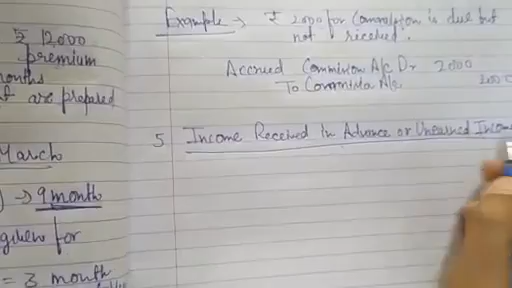 ₹ 12,000
premium
months
are prepared
March
→ 9 month
given for
= 3 month
Example → ₹ 2000 for Commission is due but
not received.
Accrued Commission A/c Dr 2000
To Commission A/c 2000
5 Income Received in Advance or Unearned Income